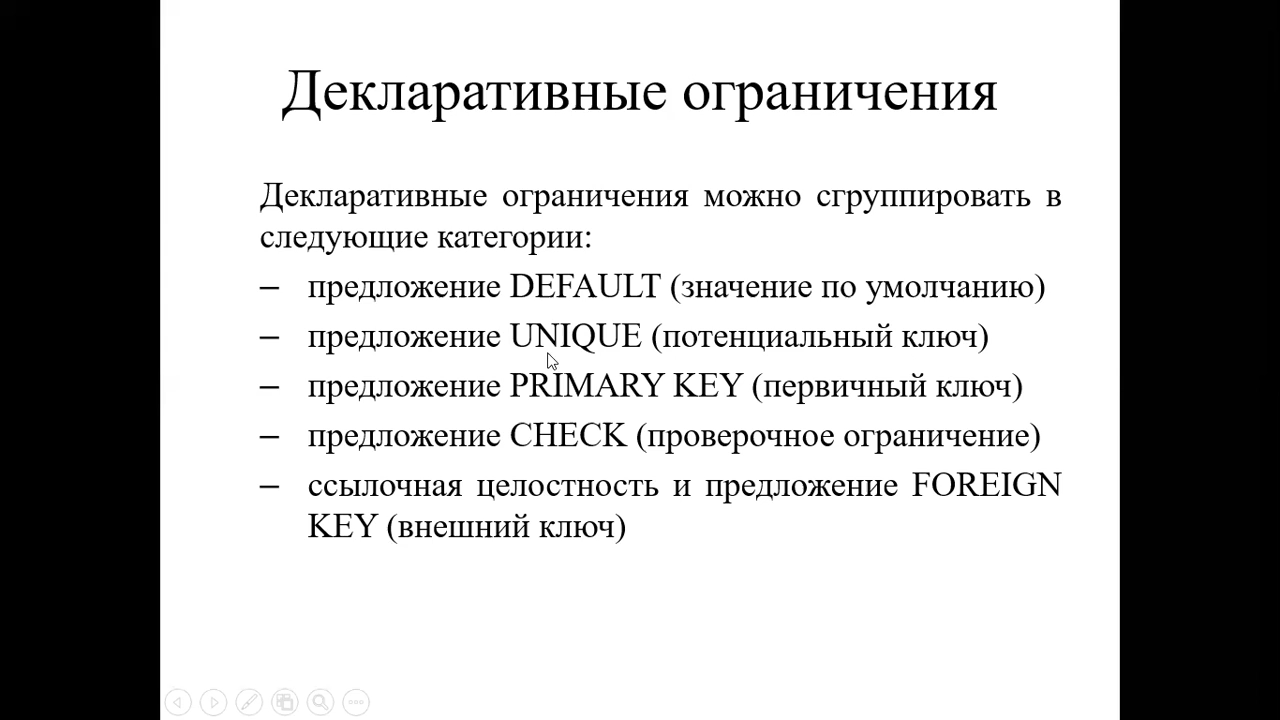 Декларативные ограничения
Декларативные ограничения можно сгруппировать в
следующие категории:
– предложение DEFAULT (значение по умолчанию)
– предложение UNIQUE (потенциальный ключ)
– предложение PRIMARY KEY (первичный ключ)
– предложение CHECK (проверочное ограничение)
– ссылочная целостность и предложение FOREIGN
KEY (внешний ключ)